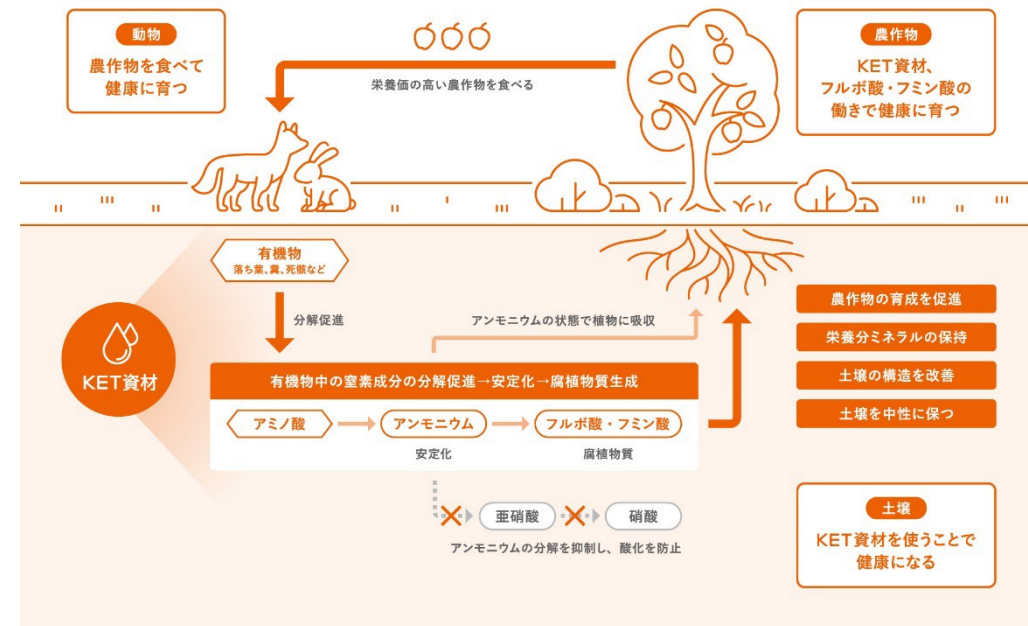 動物
農作物を食べて
健康に育つ
栄養価の高い農作物を食べる
農作物
KET資材、
フルボ酸・フミン酸の
働きで健康に育つ
有機物
落ち葉、糞、死骸など
分解促進
アンモニウムの状態で植物に吸収
KET資材
有機物中の窒素成分の分解促進→安定化→腐植物質生成
アミノ酸
アンモニウム
フルボ酸・フミン酸
安定化
腐植物質
亜硝酸
硝酸
アンモニウムの分解を抑制し、酸化を防止
農作物の育成を促進
栄養分ミネラルの保持
土壌の構造を改善
土壌を中性に保つ
土壌
KET資材を使うことで
健康になる